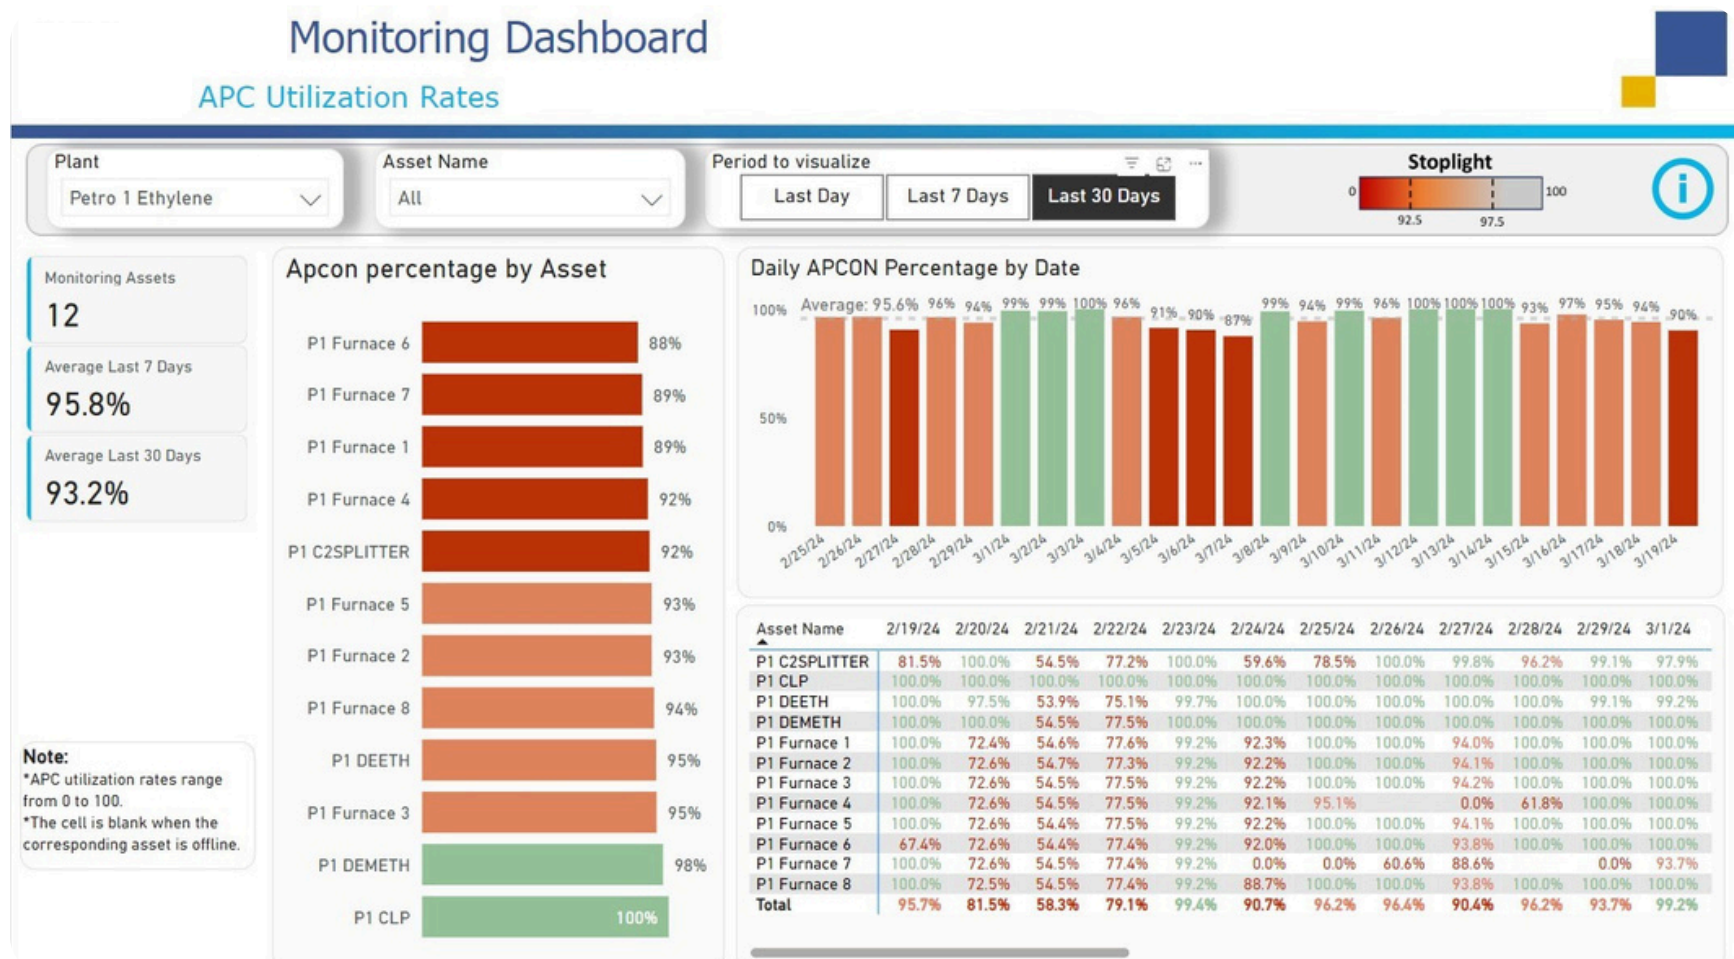 Monitoring Dashboard
APC Utilization Rates
Plant
Petro 1 Ethylene
Asset Name
All
Period to visualize
Last Day
Last 7 Days
Last 30 Days
Stoplight
0
100
92.5
97.5
i
Monitoring Assets
12
Average Last 7 Days
95.8%
Average Last 30 Days
93.2%
Note:
*APC utilization rates range
from 0 to 100.
*The cell is blank when the
corresponding asset is offline.
Apcon percentage by Asset
P1 Furnace 6 88%
P1 Furnace 7 89%
P1 Furnace 1 89%
P1 Furnace 4 92%
P1 C2SPLITTER 92%
P1 Furnace 5 93%
P1 Furnace 2 93%
P1 Furnace 8 94%
P1 DEETH 95%
P1 Furnace 3 95%
P1 DEMETH 98%
P1 CLP 100%
Daily APCON Percentage by Date
100%
50%
0%
Average: 95.6% 96% 94% 99% 99% 100% 96% 91% 90% 87% 99% 94% 99% 96% 100% 100% 100% 93% 97% 95% 94% 90%
2/25/24 2/26/24 2/27/24 2/28/24 2/29/24 3/1/24 3/2/24 3/3/24 3/4/24 3/5/24 3/6/24 3/7/24 3/8/24 3/9/24 3/10/24 3/11/24 3/12/24 3/13/24 3/14/24 3/15/24 3/16/24 3/17/24 3/18/24 3/19/24
Asset Name 2/19/24 2/20/24 2/21/24 2/22/24 2/23/24 2/24/24 2/25/24 2/26/24 2/27/24 2/28/24 2/29/24 3/1/24
P1 C2SPLITTER 81.5% 100.0% 54.5% 77.2% 100.0% 59.6% 78.5% 100.0% 99.8% 96.2% 99.1% 97.9%
P1 CLP 100.0% 100.0% 100.0% 100.0% 100.0% 100.0% 100.0% 100.0% 100.0% 100.0% 100.0% 100.0%
P1 DEETH 100.0% 97.5% 53.9% 75.1% 99.7% 100.0% 100.0% 100.0% 100.0% 100.0% 99.1% 99.2%
P1 DEMETH 100.0% 100.0% 54.5% 77.5% 100.0% 100.0% 100.0% 100.0% 100.0% 100.0% 100.0% 100.0%
P1 Furnace 1 100.0% 72.4% 54.6% 77.6% 99.2% 92.3% 100.0% 100.0% 94.0% 100.0% 100.0% 100.0%
P1 Furnace 2 100.0% 72.6% 54.7% 77.3% 99.2% 92.2% 100.0% 100.0% 94.1% 100.0% 100.0% 100.0%
P1 Furnace 3 100.0% 72.6% 54.5% 77.5% 99.2% 92.2% 100.0% 100.0% 94.2% 100.0% 100.0% 100.0%
P1 Furnace 4 100.0% 72.6% 54.5% 77.5% 99.2% 92.1% 95.1% 0.0% 61.8% 100.0% 100.0%
P1 Furnace 5 100.0% 72.6% 54.4% 77.5% 99.2% 92.2% 100.0% 100.0% 94.1% 100.0% 100.0% 100.0%
P1 Furnace 6 67.4% 72.6% 54.4% 77.4% 99.2% 92.0% 100.0% 100.0% 93.8% 100.0% 100.0% 100.0%
P1 Furnace 7 100.0% 72.6% 54.5% 77.4% 99.2% 0.0% 0.0% 60.6% 88.6% 0.0% 93.7%
P1 Furnace 8 100.0% 72.5% 54.5% 77.4% 99.2% 88.7% 100.0% 100.0% 93.8% 100.0% 100.0% 100.0%
Total 95.7% 81.5% 58.3% 79.1% 99.4% 90.7% 96.2% 96.4% 90.4% 96.2% 93.7% 99.2%